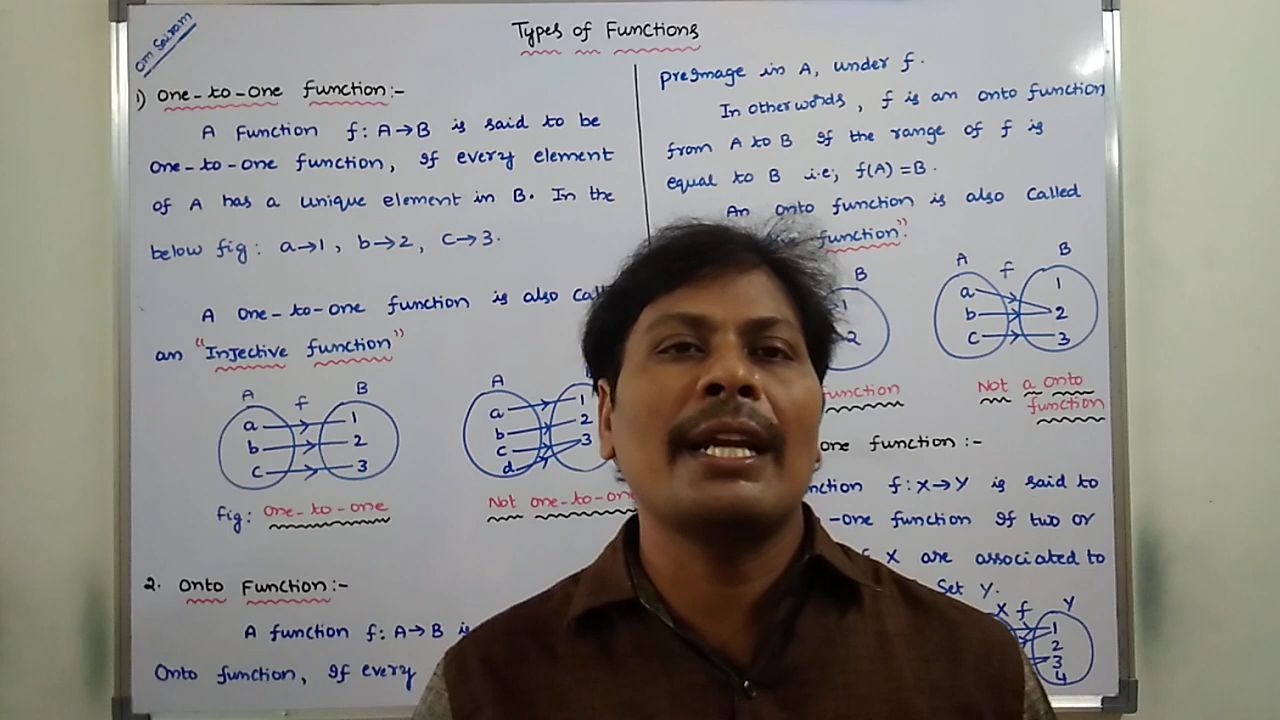 Om Sairam
Types of Functions
1) One-to-one function:-
A Function f: A→B is said to be
one-to-one function, If every element
of A has a unique element in B. In the
below fig: a→1, b→2, c→3.
A one-to-one function is also
an "Injective function"
A f B
a 1
b 2
c 3
fig: one-to-one
A
a 1
b 2
c 3
d
Not one-to-one
2. Onto Function:-
A function f: A→B
Onto function, If every
preImage in A, under f.
In otherwords, f is an onto function
from A to B If the range of f is
equal to B i.e; f(A) = B.
An onto function is also called
function".
B
1
2
function
A f B
a 1
b 2
c 3
Not a onto
function
one function:-
f: X→Y is said to
-one function If two or
X are associated to
Set Y.
X f Y
1
2
3
4